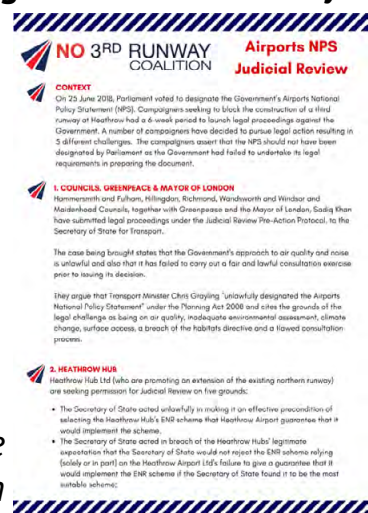 NO 3RD RUNWAY
COALITION
Airports NPS
Judicial Review
CONTEXT
On 25 June 2018, Parliament voted to designate the Government's Airports National
Policy Statement (NPS). Campaigners seeking to block the construction of a third
runway at Heathrow had a 6-week period to launch legal proceedings against the
Government. A number of campaigners have decided to pursue legal action resulting in
5 different challenges. The campaigners assert that the NPS should not have been
designated by Parliament as the Government had failed to undertake its legal
requirements in preparing the document.
1. COUNCILS, GREENPEACE & MAYOR OF LONDON
Hammersmith and Fulham, Hillingdon, Richmond, Wandsworth and Windsor and
Maidenhead Councils, together with Greenpeace and the Mayor of London, Sadiq Khan
have submitted legal proceedings under the Judicial Review Pre-Action Protocol, to the
Secretary of State for Transport.
The case being brought states that the Government's approach to air quality and noise
is unlawful and also that it has failed to carry out a fair and lawful consultation exercise
prior to issuing its decision.
They argue that Transport Minister Chris Grayling "unlawfully designated the Airports
National Policy Statement" under the Planning Act 2008 and cites the grounds of the
legal challenge as being on air quality, inadequate environmental assessment, climate
change, surface access, a breach of the habitats directive and a flawed consultation
process.
2. HEATHROW HUB
Heathrow Hub Ltd (who are promoting an extension of the existing northern runway)
are seeking permission for Judicial Review on five grounds:
• The Secretary of State acted unlawfully in making it an effective precondition of
selecting the Heathrow Hub's ENR scheme that Heathrow Airport guarantee that it
would implement the scheme.
• The Secretary of State acted in breach of the Heathrow Hubs' legitimate
expectation that the Secretary of State would not reject the ENR scheme relying
(solely or in part) on the Heathrow Airport Ltd's failure to give a guarantee that it
would implement the ENR scheme if the Secretary of State found it to be the most
suitable scheme;